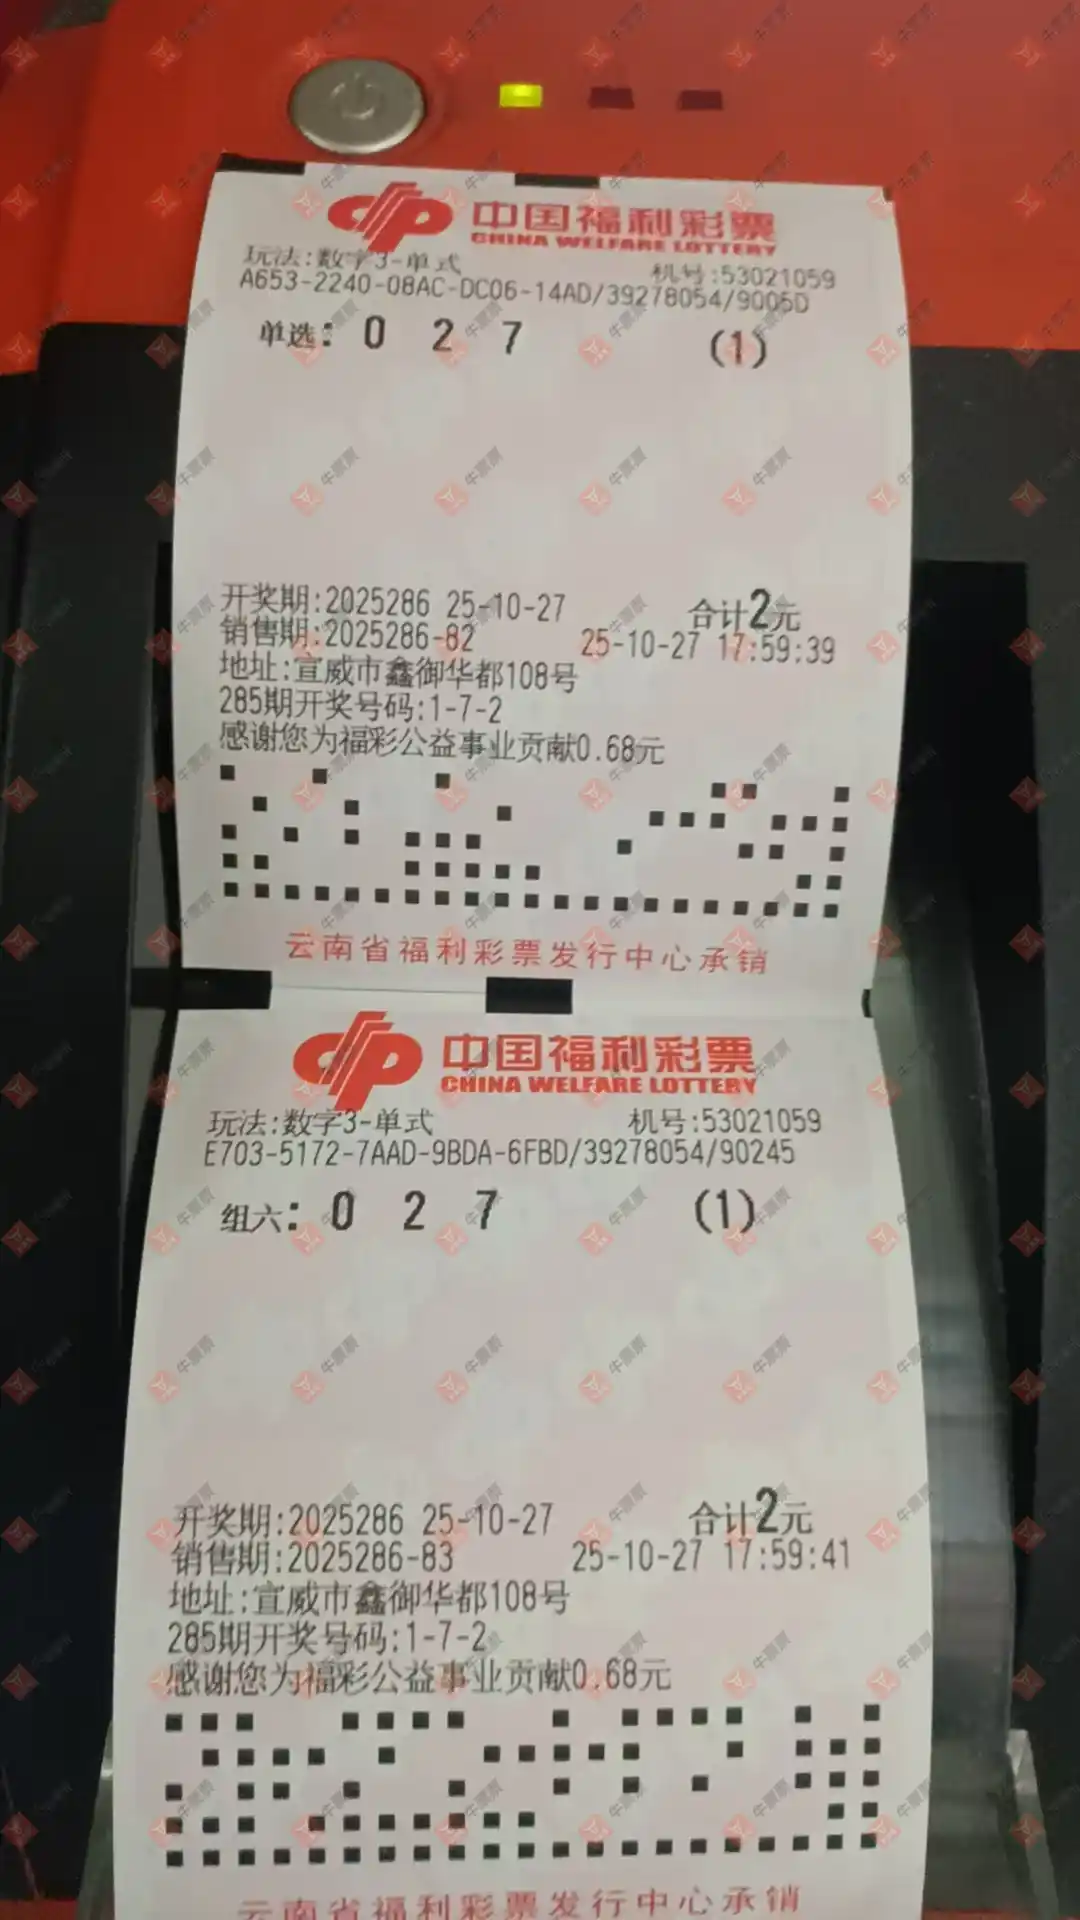 中国福利彩票
CHINA WELFARE LOTTERY
玩法:数字3-单式 机号:53021059
A653-2240-08AC-DC06-14AD/39278054/9005D
单选: 0 2 7 (1)
开奖期:2025286 25-10-27 合计2元
销售期:2025286-82 25-10-27 17:59:39
地址:宣威市鑫御华都108号
285期开奖号码:1-7-2
感谢您为福彩公益事业贡献0.68元
云南省福利彩票发行中心承销
中国福利彩票
CHINA WELFARE LOTTERY
玩法:数字3-单式 机号:53021059
E703-5172-7AAD-9BDA-6FBD/39278054/90245
组六: 0 2 7 (1)
开奖期:2025286 25-10-27 合计2元
销售期:2025286-83 25-10-27 17:59:41
地址:宣威市鑫御华都108号
285期开奖号码:1-7-2
感谢您为福彩公益事业贡献0.68元
云南省福利彩票发行中心承销